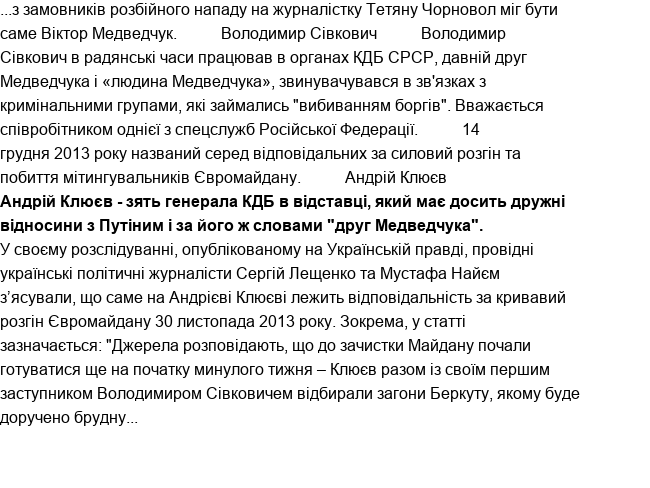 ...з замовників розбійного нападу на журналістку Тетяну Чорновол міг бути
саме Віктор Медведчук. Володимир Сівкович Володимир
Сівкович в радянські часи працював в органах КДБ СРСР, давній друг
Медведчука і «людина Медведчука», звинувачувався в зв'язках з
кримінальними групами, які займались "вибиванням боргів". Вважається
співробітником однієї з спецслужб Російської Федерації. 14
грудня 2013 року названий серед відповідальних за силовий розгін та
побиття мітингувальників Євромайдану. Андрій Клюєв
Андрій Клюєв - зять генерала КДБ в відставці, який має досить дружні
відносини з Путіним і за його ж словами "друг Медведчука".
У своєму розслідуванні, опублікованому на Українській правді, провідні
українські політичні журналісти Сергій Лещенко та Мустафа Найєм
з’ясували, що саме на Андрієві Клюєві лежить відповідальність за кривавий
розгін Євромайдану 30 листопада 2013 року. Зокрема, у статті
зазначається: "Джерела розповідають, що до зачистки Майдану почали
готуватися ще на початку минулого тижня – Клюєв разом із своїм першим
заступником Володимиром Сівковичем відбирали загони Беркуту, якому буде
доручено брудну...